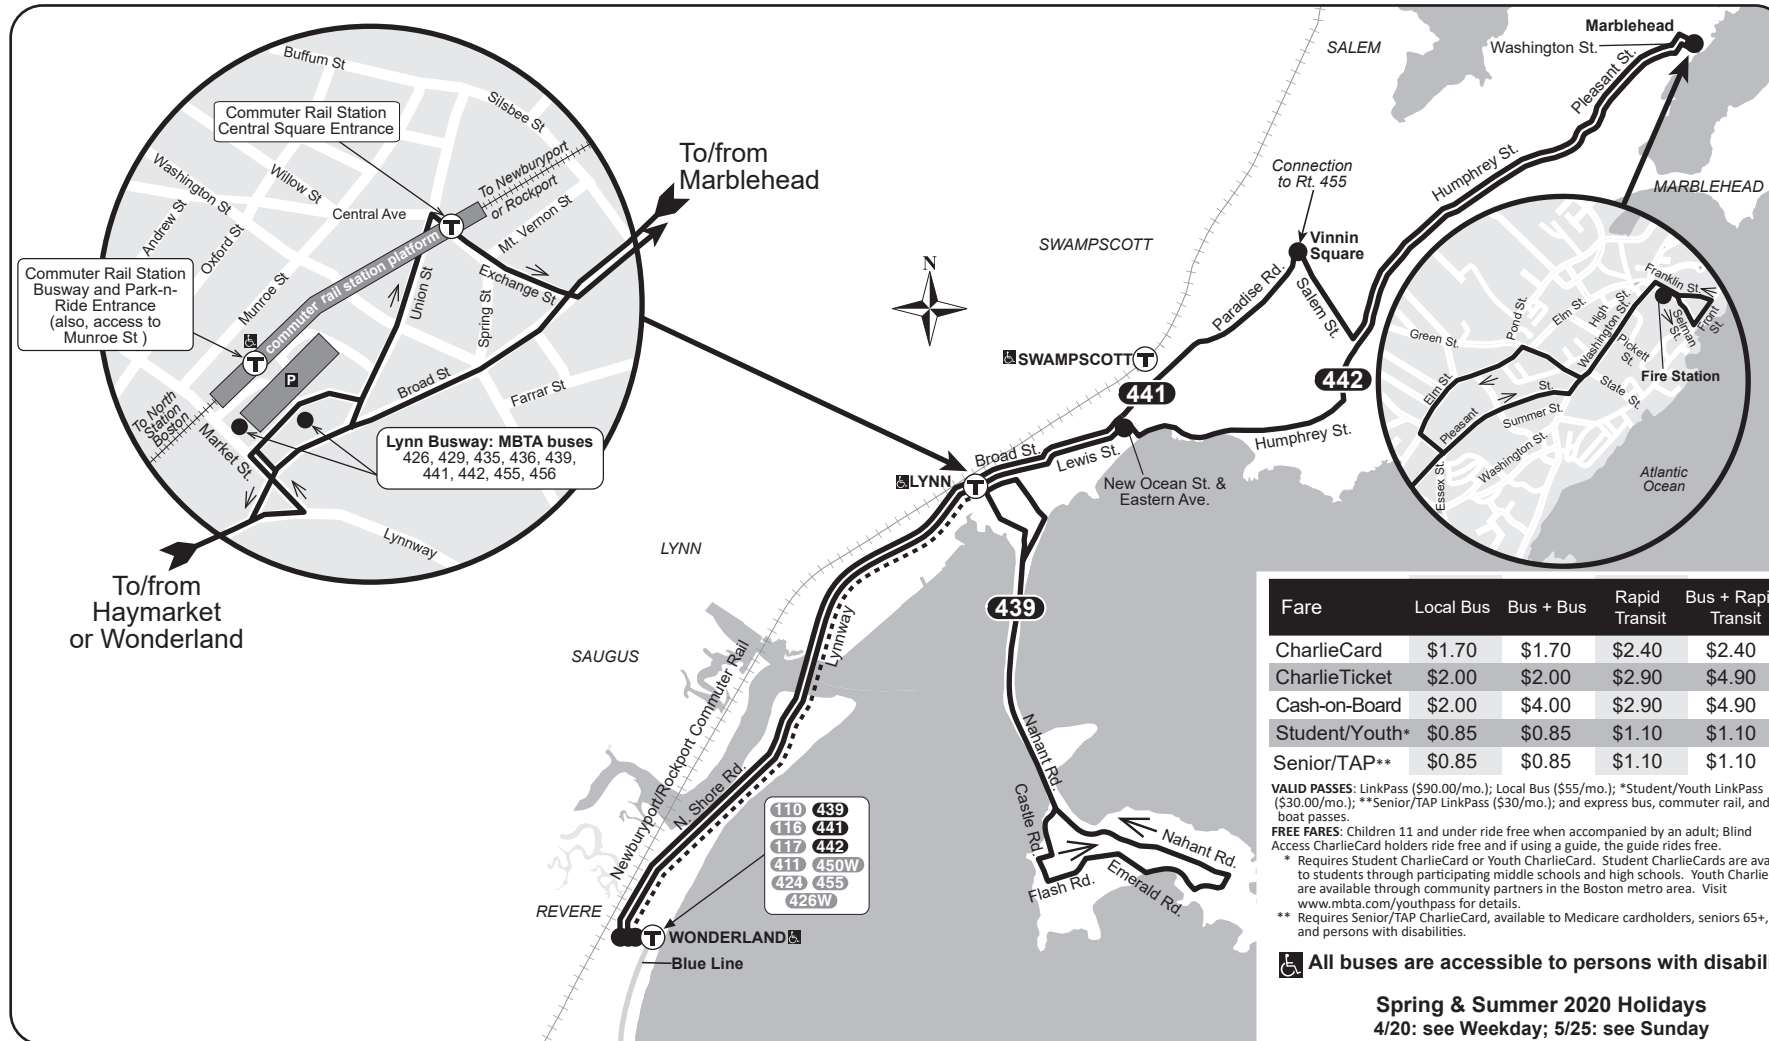 Buffum St
Silsbee St
Commuter Rail Station
Central Square Entrance
Washington St
Willow St
Andrew St
Oxford St
Central Ave
To Newburyport
or Rockport
Mt. Vernon St
Munroe St
commuter rail station platform
Union St
Exchange St
Spring St
Commuter Rail Station
Busway and Park-n-
Ride Entrance
(also, access to
Munroe St )
T
T
P
Broad St
Farrar St
To North
Station
Boston
Market St.
Lynn Busway: MBTA buses
426, 429, 435, 436, 439,
441, 442, 455, 456
Lynnway
To/from
Marblehead
To/from
Haymarket
or Wonderland
N
SALEM
Marblehead
Washington St.
Pleasant St.
Humphrey St.
MARBLEHEAD
Connection
to Rt. 455
SWAMPSCOTT
Vinnin
Square
Paradise Rd.
Salem St.
SWAMPSCOTT
T
441
442
Humphrey St.
Broad St.
Lewis St.
New Ocean St. &
Eastern Ave.
LYNN
T
LYNN
439
SAUGUS
Lynnway
Newburyport/Rockport Commuter Rail
N. Shore Rd.
110 439
116 441
117 442
411 450W
424 455
426W
REVERE
T
WONDERLAND
Blue Line
Nahant Rd.
Castle Rd.
Nahant Rd.
Flash Rd.
Emerald Rd.
Franklin St.
Front St.
Selman St.
Elm St.
High St.
Pond St.
Washington St.
Pickett St.
Green St.
Fire Station
Elm St.
State St.
Pleasant St.
Summer St.
Washington St.
Essex St.
Atlantic
Ocean
Fare Local Bus Bus + Bus Rapid Transit Bus + Rapi Transit
CharlieCard $1.70 $1.70 $2.40 $2.40
CharlieTicket $2.00 $2.00 $2.90 $4.90
Cash-on-Board $2.00 $4.00 $2.90 $4.90
Student/Youth* $0.85 $0.85 $1.10 $1.10
Senior/TAP** $0.85 $0.85 $1.10 $1.10
VALID PASSES: LinkPass ($90.00/mo.); Local Bus ($55/mo.); *Student/Youth LinkPass
($30.00/mo.); **Senior/TAP LinkPass ($30/mo.); and express bus, commuter rail, and
boat passes.
FREE FARES: Children 11 and under ride free when accompanied by an adult; Blind
Access CharlieCard holders ride free and if using a guide, the guide rides free.
* Requires Student CharlieCard or Youth CharlieCard. Student CharlieCards are ava
to students through participating middle schools and high schools. Youth Charlie
are available through community partners in the Boston metro area. Visit
www.mbta.com/youthpass for details.
** Requires Senior/TAP CharlieCard, available to Medicare cardholders, seniors 65+,
and persons with disabilities.
All buses are accessible to persons with disabil
Spring & Summer 2020 Holidays
4/20: see Weekday; 5/25: see Sunday